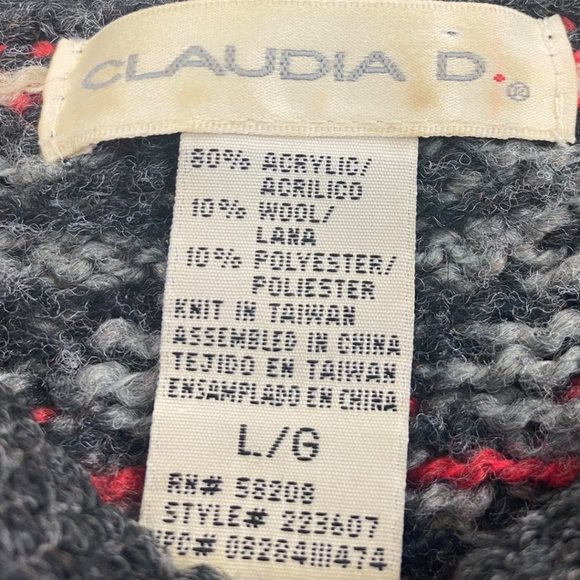 CLAUDIA D.®
80% ACRYLIC/
ACRILICO
10% WOOL/
LANA
10% POLYESTER/
POLIESTER
KNIT IN TAIWAN
ASSEMBLED IN CHINA
TEJIDO EN TAIWAN
ENSAMPLADO EN CHINA
L/G
RN# 58208
STYLE# 223607